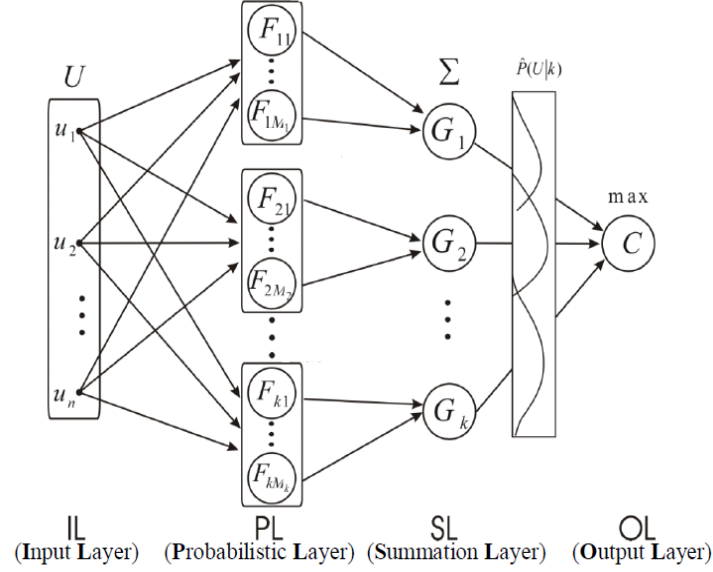 U
u₁
u₂
uₙ
F₁₁
F₁M₁
F₂₁
F₂M₂
Fₖ₁
FₖMₖ
Σ
G₁
G₂
Gₖ
P̂(U|k)
max
C
IL
(Input Layer)
PL
(Probabilistic Layer)
SL
(Summation Layer)
OL
(Output Layer)